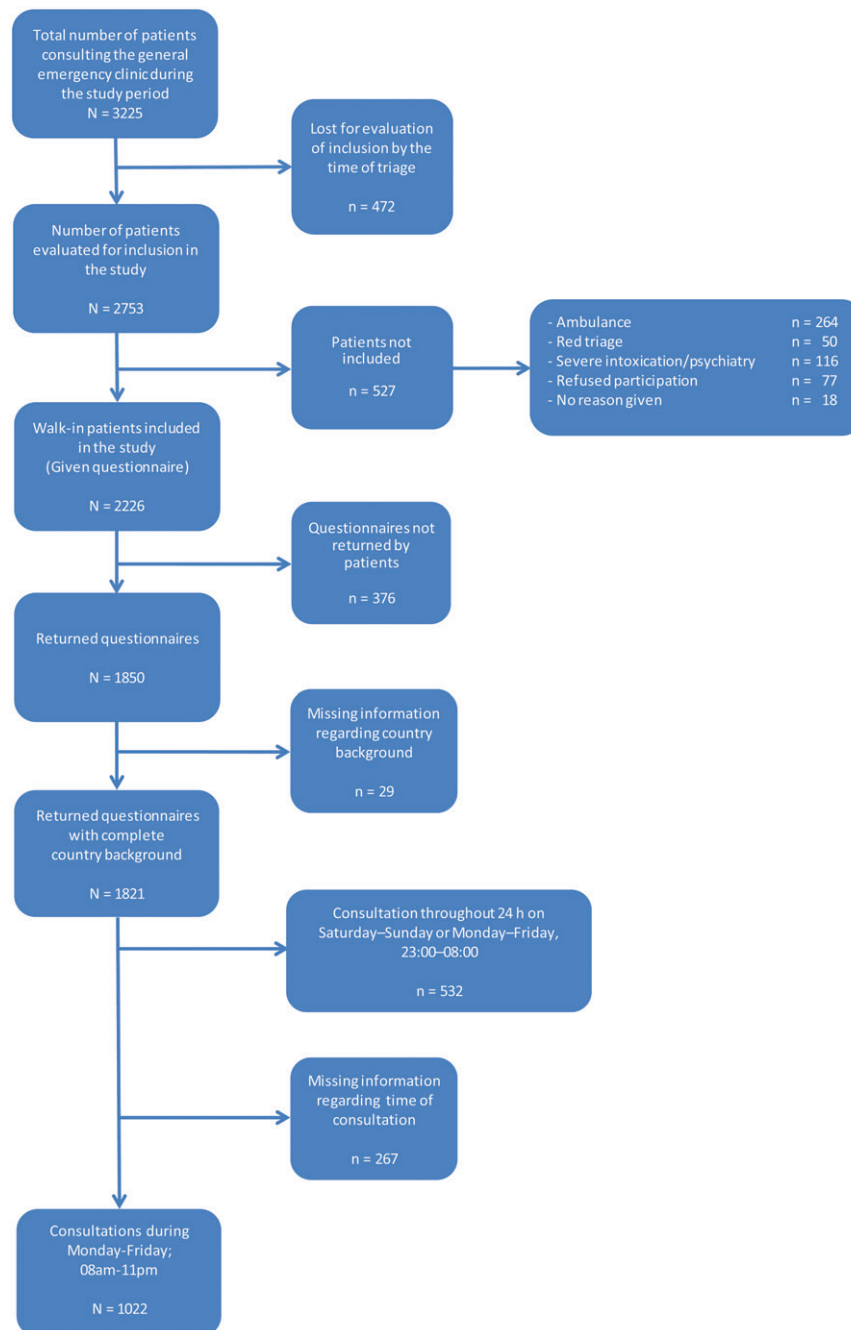 Total number of patients
consulting the general
emergency clinic during
the study period
N = 3225
Lost for evaluation
of inclusion by the
time of triage
n = 472
Number of patients
evaluated for inclusion in
the study
N = 2753
Patients not
included
n = 527
- Ambulance n = 264
- Red triage n = 50
- Severe intoxication/psychiatry n = 116
- Refused participation n = 77
- No reason given n = 18
Walk-in patients included
in the study
(Given questionnaire)
N = 2226
Questionnaires not
returned by
patients
n = 376
Returned questionnaires
N = 1850
Missing information
regarding country
background
n = 29
Returned questionnaires
with complete
country background
N = 1821
Consultation throughout 24 h on
Saturday–Sunday or Monday–Friday,
23:00–08:00
n = 532
Missing information
regarding time of
consultation
n = 267
Consultations during
Monday-Friday;
08am-11pm
N = 1022